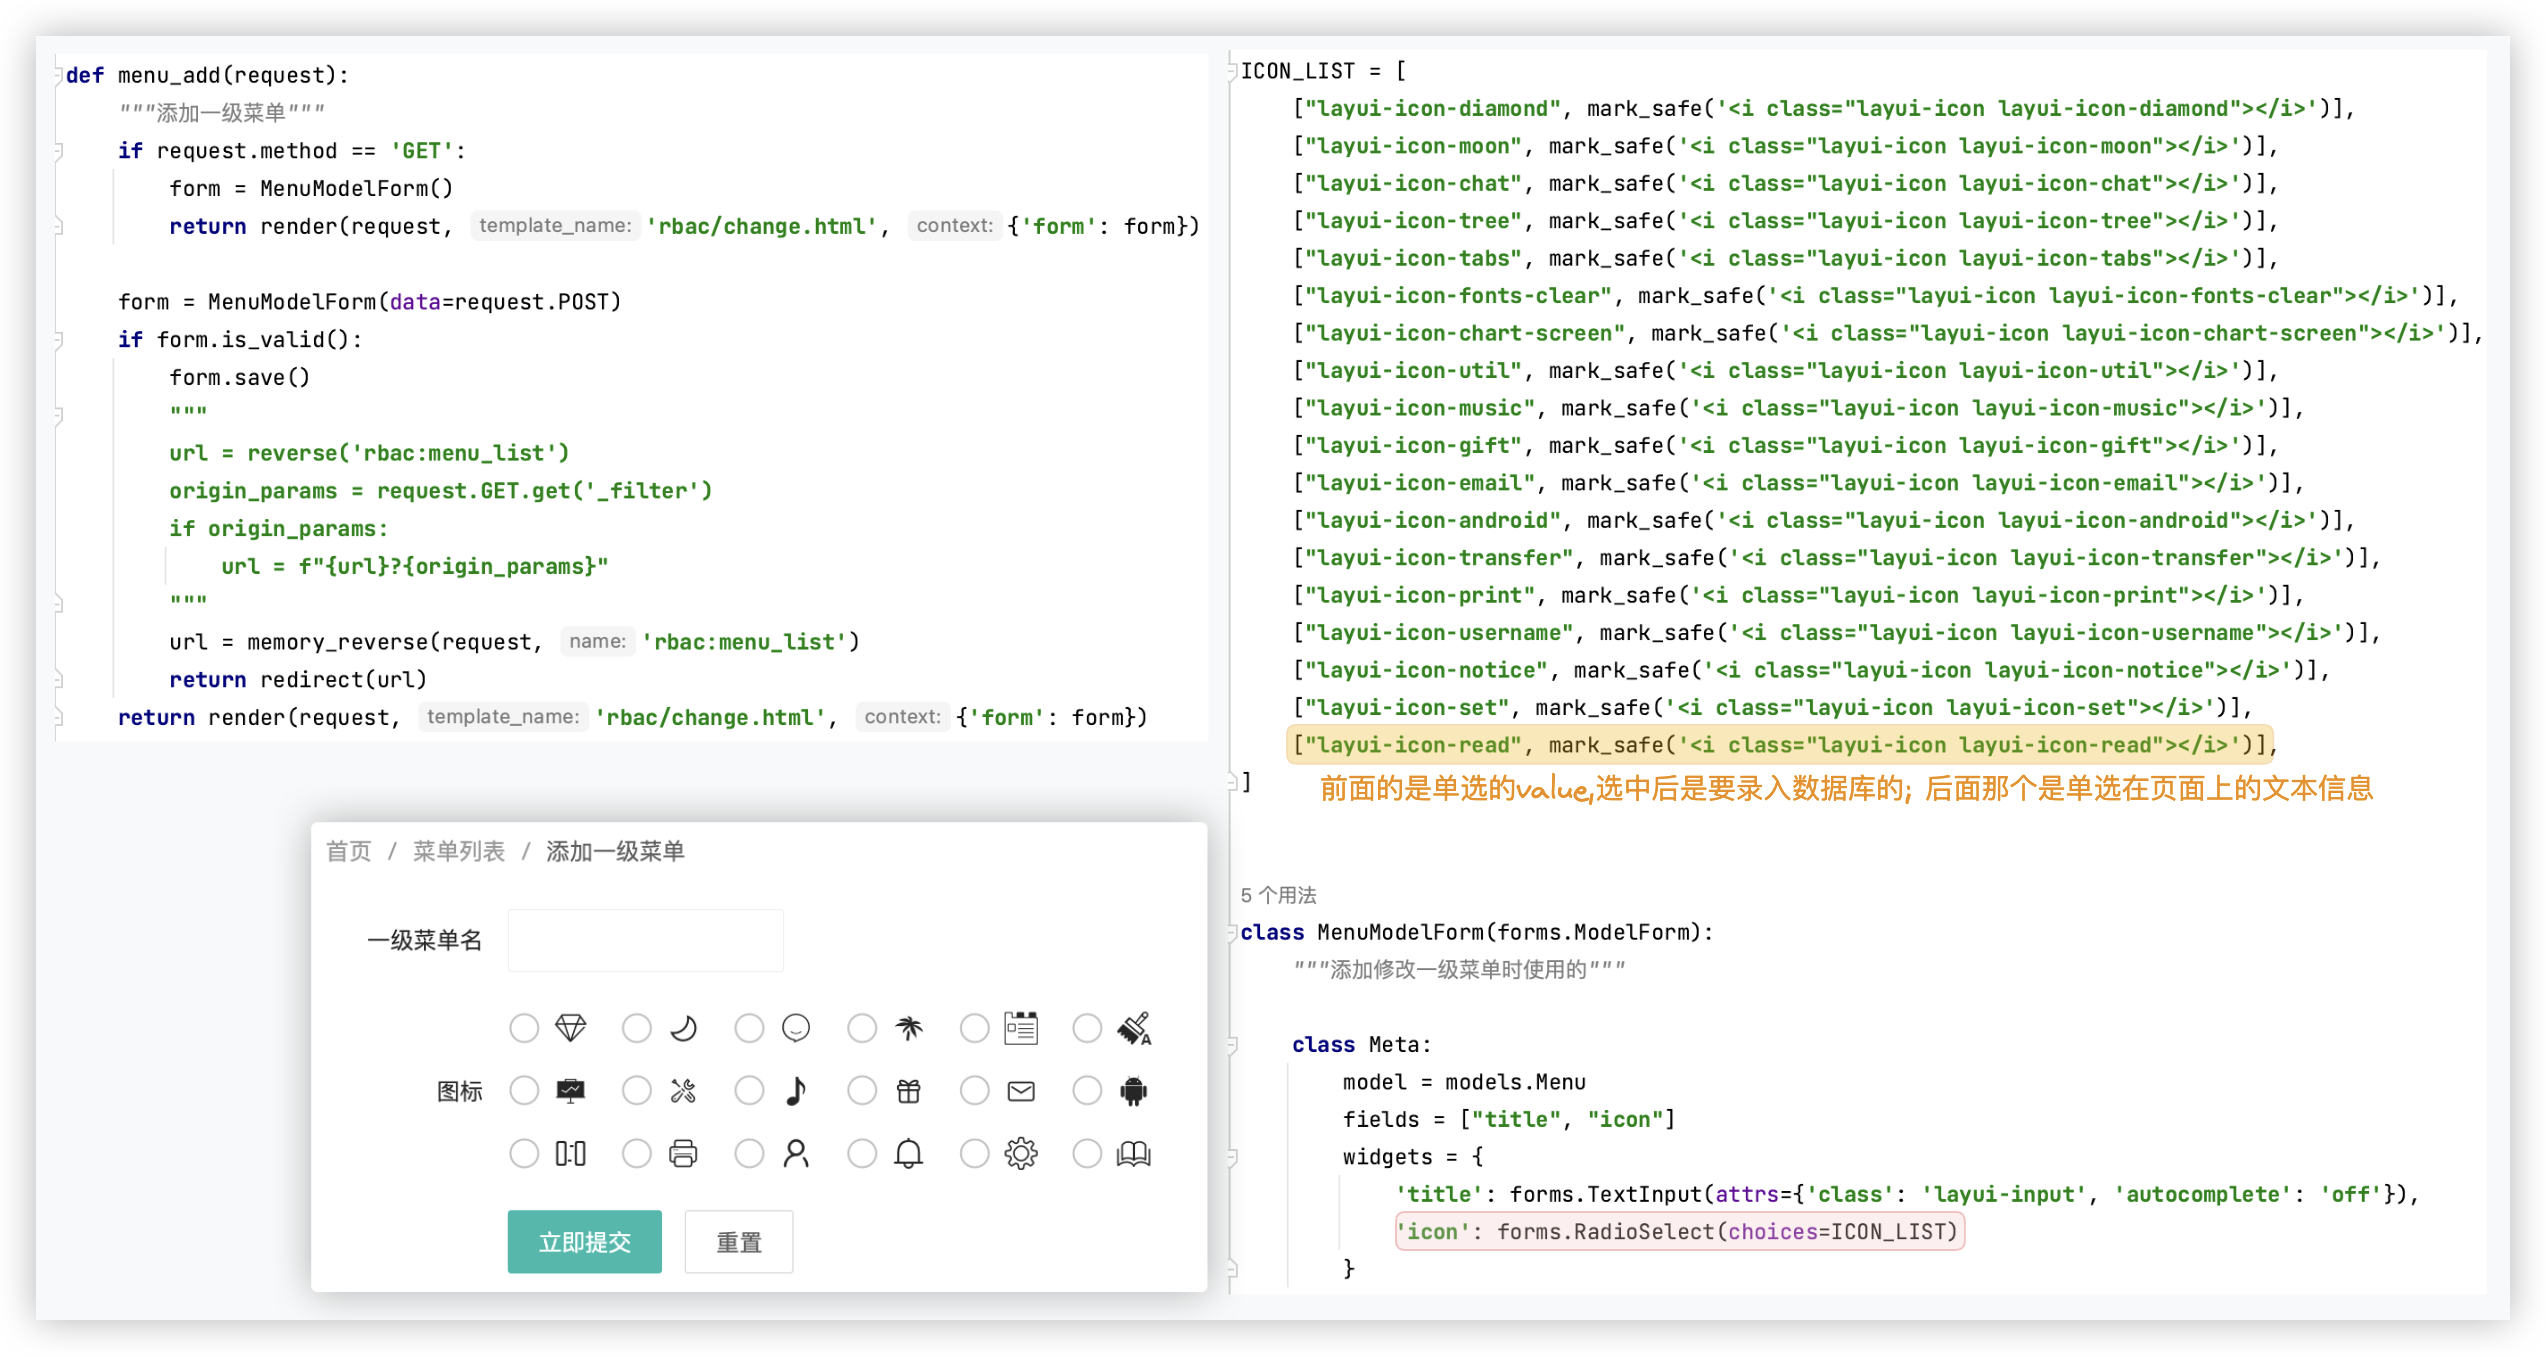 def menu_add(request):
    """添加一级菜单"""
    if request.method == 'GET':
        form = MenuModelForm()
        return render(request, template_name: 'rbac/change.html', context: {'form': form})

    form = MenuModelForm(data=request.POST)
    if form.is_valid():
        form.save()
        """
        url = reverse('rbac:menu_list')
        origin_params = request.GET.get('_filter')
        if origin_params:
            url = f"{url}?{origin_params}"
        """
        url = memory_reverse(request, name: 'rbac:menu_list')
        return redirect(url)
    return render(request, template_name: 'rbac/change.html', context: {'form': form})
首页 / 菜单列表 / 添加一级菜单
一级菜单名
图标
立即提交 重置
ICON_LIST = [
    ["layui-icon-diamond", mark_safe('<i class="layui-icon layui-icon-diamond"></i>')],
    ["layui-icon-moon", mark_safe('<i class="layui-icon layui-icon-moon"></i>')],
    ["layui-icon-chat", mark_safe('<i class="layui-icon layui-icon-chat"></i>')],
    ["layui-icon-tree", mark_safe('<i class="layui-icon layui-icon-tree"></i>')],
    ["layui-icon-tabs", mark_safe('<i class="layui-icon layui-icon-tabs"></i>')],
    ["layui-icon-fonts-clear", mark_safe('<i class="layui-icon layui-icon-fonts-clear"></i>')],
    ["layui-icon-chart-screen", mark_safe('<i class="layui-icon layui-icon-chart-screen"></i>')],
    ["layui-icon-util", mark_safe('<i class="layui-icon layui-icon-util"></i>')],
    ["layui-icon-music", mark_safe('<i class="layui-icon layui-icon-music"></i>')],
    ["layui-icon-gift", mark_safe('<i class="layui-icon layui-icon-gift"></i>')],
    ["layui-icon-email", mark_safe('<i class="layui-icon layui-icon-email"></i>')],
    ["layui-icon-android", mark_safe('<i class="layui-icon layui-icon-android"></i>')],
    ["layui-icon-transfer", mark_safe('<i class="layui-icon layui-icon-transfer"></i>')],
    ["layui-icon-print", mark_safe('<i class="layui-icon layui-icon-print"></i>')],
    ["layui-icon-username", mark_safe('<i class="layui-icon layui-icon-username"></i>')],
    ["layui-icon-notice", mark_safe('<i class="layui-icon layui-icon-notice"></i>')],
    ["layui-icon-set", mark_safe('<i class="layui-icon layui-icon-set"></i>')],
    ["layui-icon-read", mark_safe('<i class="layui-icon layui-icon-read"></i>')],
]
前面的是单选的value,选中后是要录入数据库的; 后面那个是单选在页面上的文本信息
5 个用法
class MenuModelForm(forms.ModelForm):
    """添加修改一级菜单时使用的"""

    class Meta:
        model = models.Menu
        fields = ["title", "icon"]
        widgets = {
            'title': forms.TextInput(attrs={'class': 'layui-input', 'autocomplete': 'off'}),
            'icon': forms.RadioSelect(choices=ICON_LIST)
        }